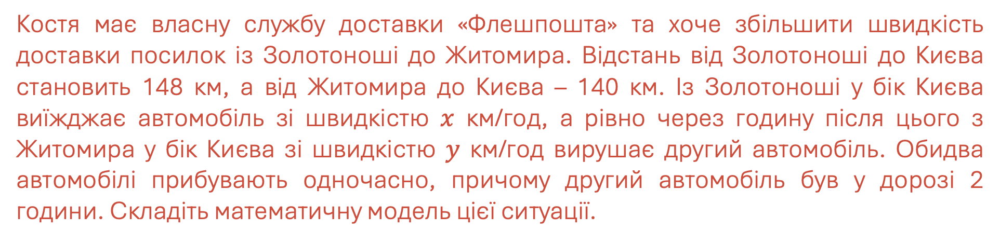 Костя має власну службу доставки «Флешпошта» та хоче збільшити швидкість
доставки посилок із Золотоноші до Житомира. Відстань від Золотоноші до Києва
становить 148 км, а від Житомира до Києва – 140 км. Із Золотоноші у бік Києва
виїжджає автомобіль зі швидкістю x км/год, а рівно через годину після цього з
Житомира у бік Києва зі швидкістю y км/год вирушає другий автомобіль. Обидва
автомобілі прибувають одночасно, причому другий автомобіль був у дорозі 2
години. Складіть математичну модель цієї ситуації.